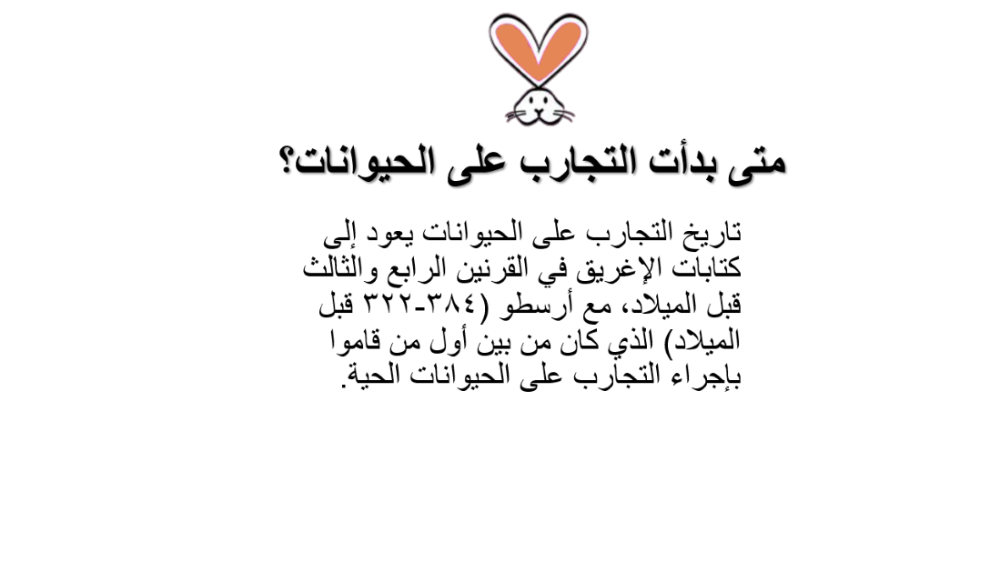 متى بدأت التجارب على الحيوانات؟
تاريخ التجارب على الحيوانات يعود إلى
كتابات الإغريق في القرنين الرابع والثالث
قبل الميلاد، مع أرسطو (٣٨٤-٣٢٢ قبل
الميلاد) الذي كان من بين أول من قاموا
بإجراء التجارب على الحيوانات الحية.